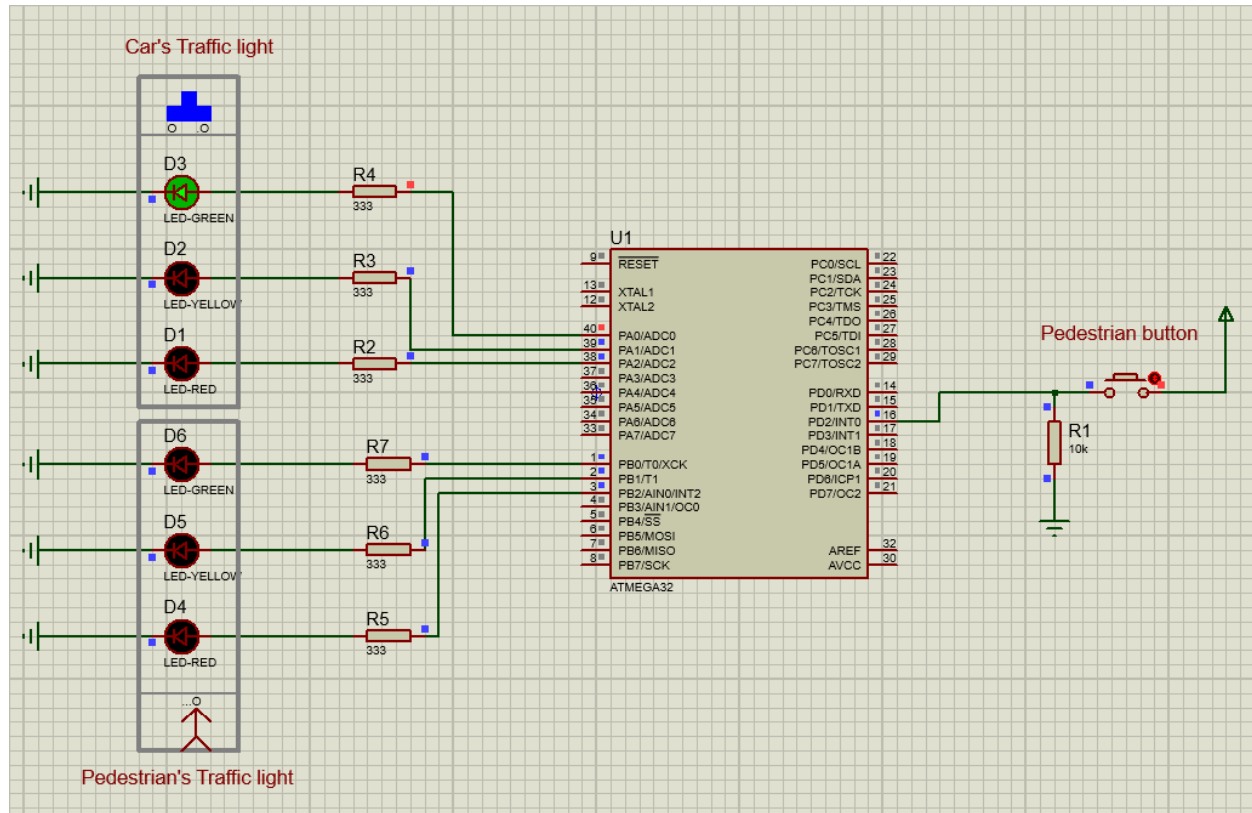 Car's Traffic light
D3
LED-GREEN
R4
333
D2
LED-YELLOW
R3
333
D1
LED-RED
R2
333
D6
LED-GREEN
R7
333
D5
LED-YELLOW
R6
333
D4
LED-RED
R5
333
Pedestrian's Traffic light
U1
9 RESET
13 XTAL1
12 XTAL2
40 PA0/ADC0
39 PA1/ADC1
38 PA2/ADC2
37 PA3/ADC3
36 PA4/ADC4
35 PA5/ADC5
34 PA6/ADC6
33 PA7/ADC7
1 PB0/T0/XCK
2 PB1/T1
3 PB2/AIN0/INT2
4 PB3/AIN1/OC0
5 PB4/SS
6 PB5/MOSI
7 PB6/MISO
8 PB7/SCK
PC0/SCL 22
PC1/SDA 23
PC2/TCK 24
PC3/TMS 25
PC4/TDO 26
PC5/TDI 27
PC6/TOSC1 28
PC7/TOSC2 29
PD0/RXD 14
PD1/TXD 15
PD2/INT0 16
PD3/INT1 17
PD4/OC1B 18
PD5/OC1A 19
PD6/ICP1 20
PD7/OC2 21
AREF 32
AVCC 30
ATMEGA32
Pedestrian button
R1
10k